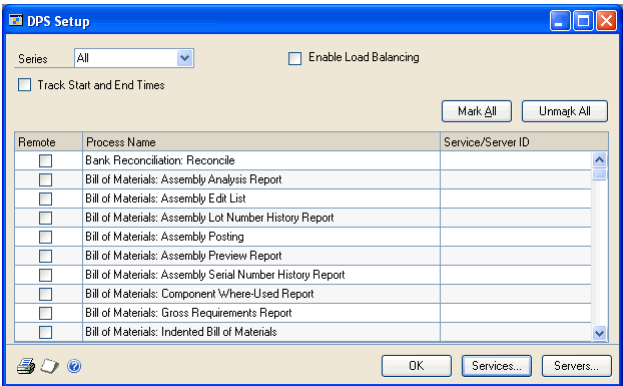 DPS Setup
Series All Enable Load Balancing
Track Start and End Times
Mark All Unmark All
Remote Process Name Service/Server ID
Bank Reconciliation: Reconcile
Bill of Materials: Assembly Analysis Report
Bill of Materials: Assembly Edit List
Bill of Materials: Assembly Lot Number History Report
Bill of Materials: Assembly Posting
Bill of Materials: Assembly Preview Report
Bill of Materials: Assembly Serial Number History Report
Bill of Materials: Component Where-Used Report
Bill of Materials: Gross Requirements Report
Bill of Materials: Indented Bill of Materials
OK Services... Servers...